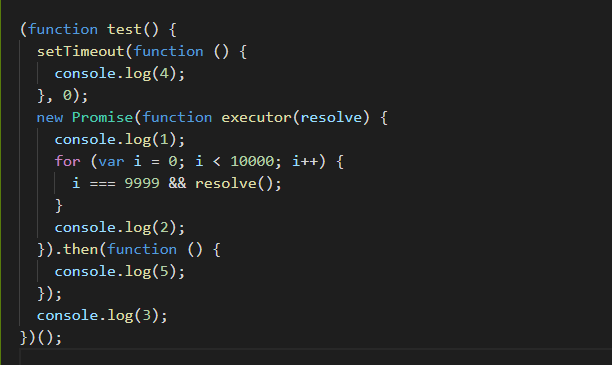 (function test() {
  setTimeout(function () {
    console.log(4);
  }, 0);
  new Promise(function executor(resolve) {
    console.log(1);
    for (var i = 0; i < 10000; i++) {
      i === 9999 && resolve();
    }
    console.log(2);
  }).then(function () {
    console.log(5);
  });
  console.log(3);
})();